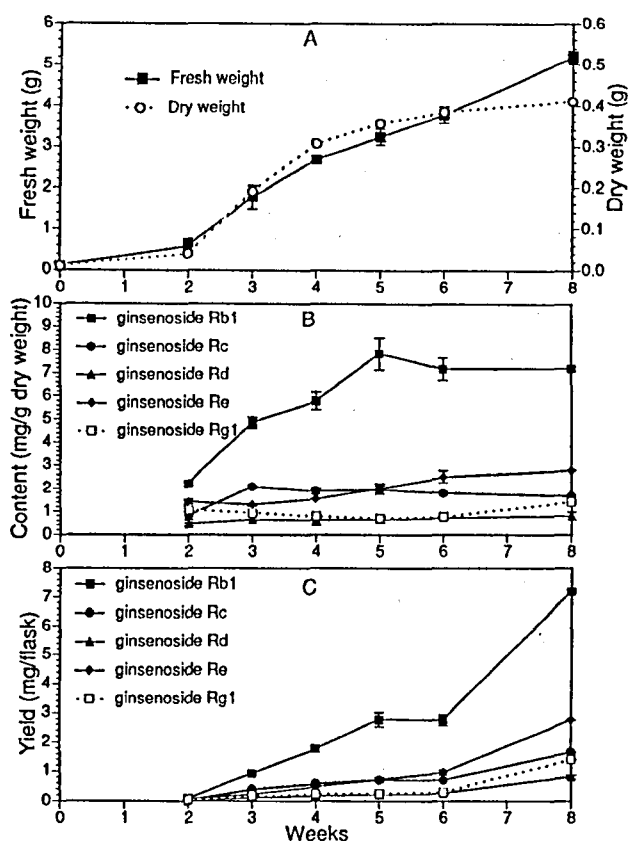 A
Fresh weight
Dry weight
Fresh weight (g)
6
5
4
3
2
1
0
Dry weight (g)
0.6
0.5
0.4
0.3
0.2
0.1
0.0
0 1 2 3 4 5 6 7 8
B
ginsenoside Rb1
ginsenoside Rc
ginsenoside Rd
ginsenoside Re
ginsenoside Rg1
Content (mg/g dry weight)
10
9
8
7
6
5
4
3
2
1
0
0 1 2 3 4 5 6 7 8
C
ginsenoside Rb1
ginsenoside Rc
ginsenoside Rd
ginsenoside Re
ginsenoside Rg1
Yield (mg/flask)
8
7
6
5
4
3
2
1
0
0 1 2 3 4 5 6 7 8
Weeks